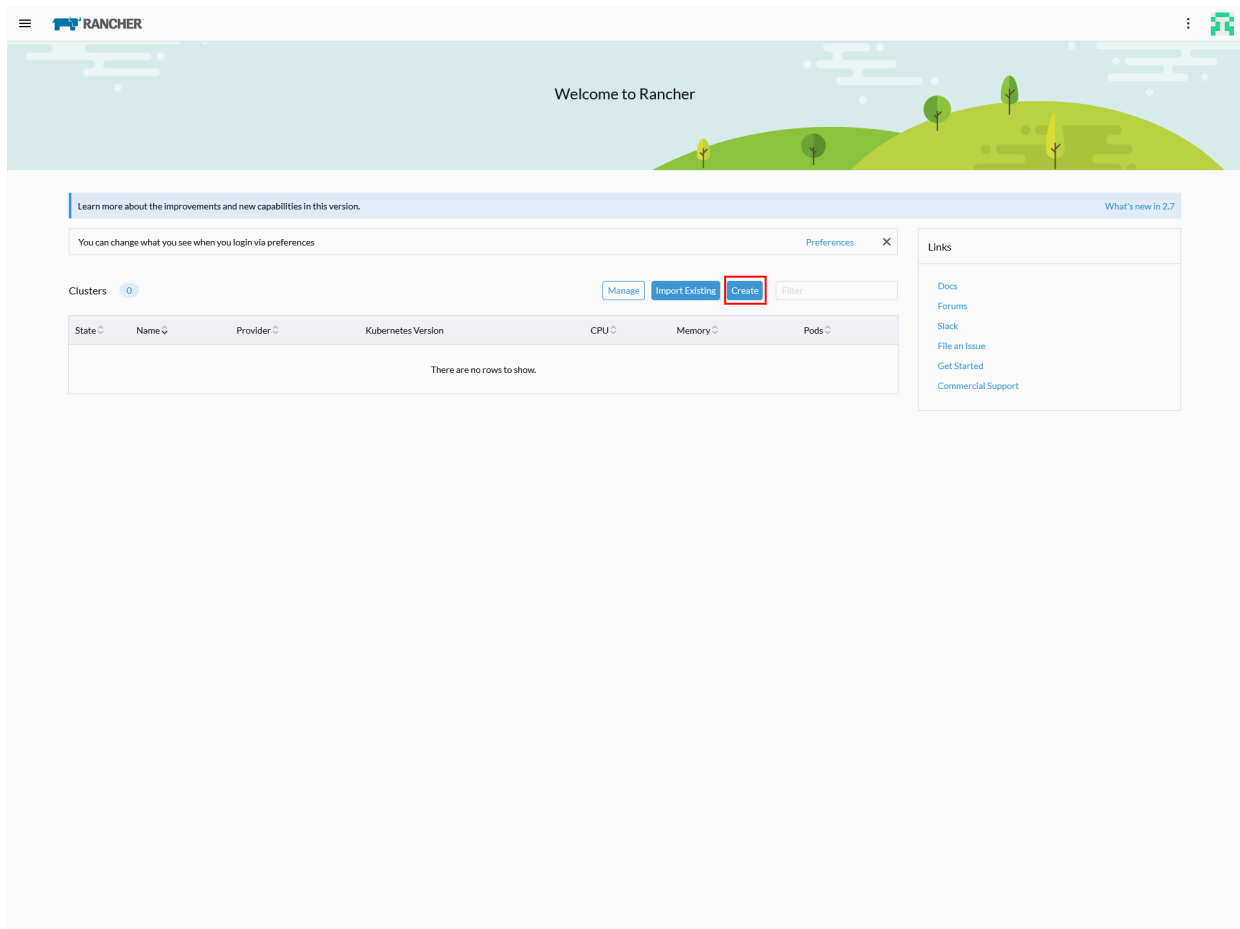 RANCHER
Welcome to Rancher
Learn more about the improvements and new capabilities in this version. What's new in 2.7
You can change what you see when you login via preferences Preferences
Links
Clusters 0 Manage Import Existing Create Filter
State Name Provider Kubernetes Version CPU Memory Pods
There are no rows to show.
Docs
Forums
Slack
File an Issue
Get Started
Commercial Support